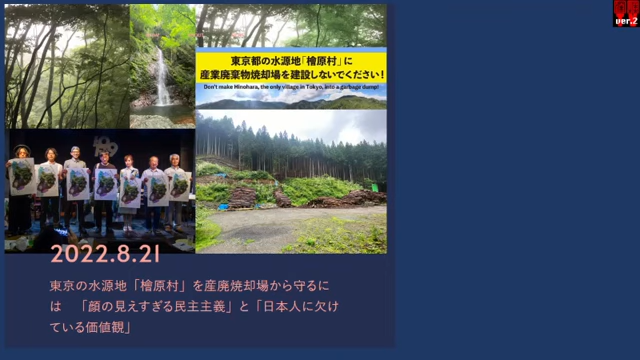 ver.2
東京都の水源地「檜原村」に
産業廃棄物焼却場を建設しないでください!
Don't make Hinohara, the only village in Tokyo, into a garbage dump!
2022.8.21
東京の水源地「檜原村」を産廃焼却場から守るに
は 「顔の見えすぎる民主主義」と「日本人に欠け
ている価値観」